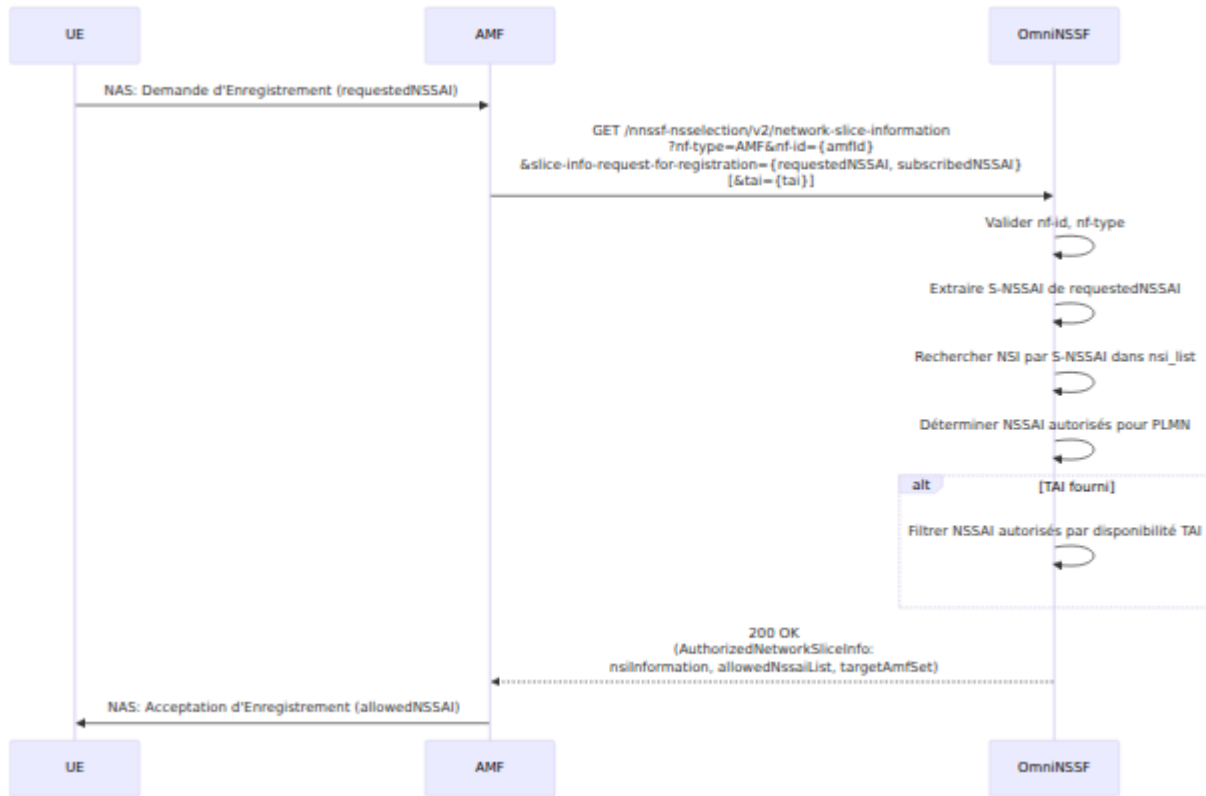 UE
AMF
OmniNSSF
NAS: Demande d'Enregistrement (requestedNSSAI)
GET /nnssf-nsselection/v2/network-slice-information
?nf-type=AMF&nf-id={amfId}
&slice-info-request-for-registration={requestedNSSAI, subscribedNSSAI}
[&tai={tai}]
Valider nf-id, nf-type
Extraire S-NSSAI de requestedNSSAI
Rechercher NSI par S-NSSAI dans nsi_list
Déterminer NSSAI autorisés pour PLMN
alt
[TAI fourni]
Filtrer NSSAI autorisés par disponibilité TAI
200 OK
(AuthorizedNetworkSliceInfo:
nsiInformation, allowedNssaiList, targetAmfSet)
NAS: Acceptation d'Enregistrement (allowedNSSAI)
UE
AMF
OmniNSSF